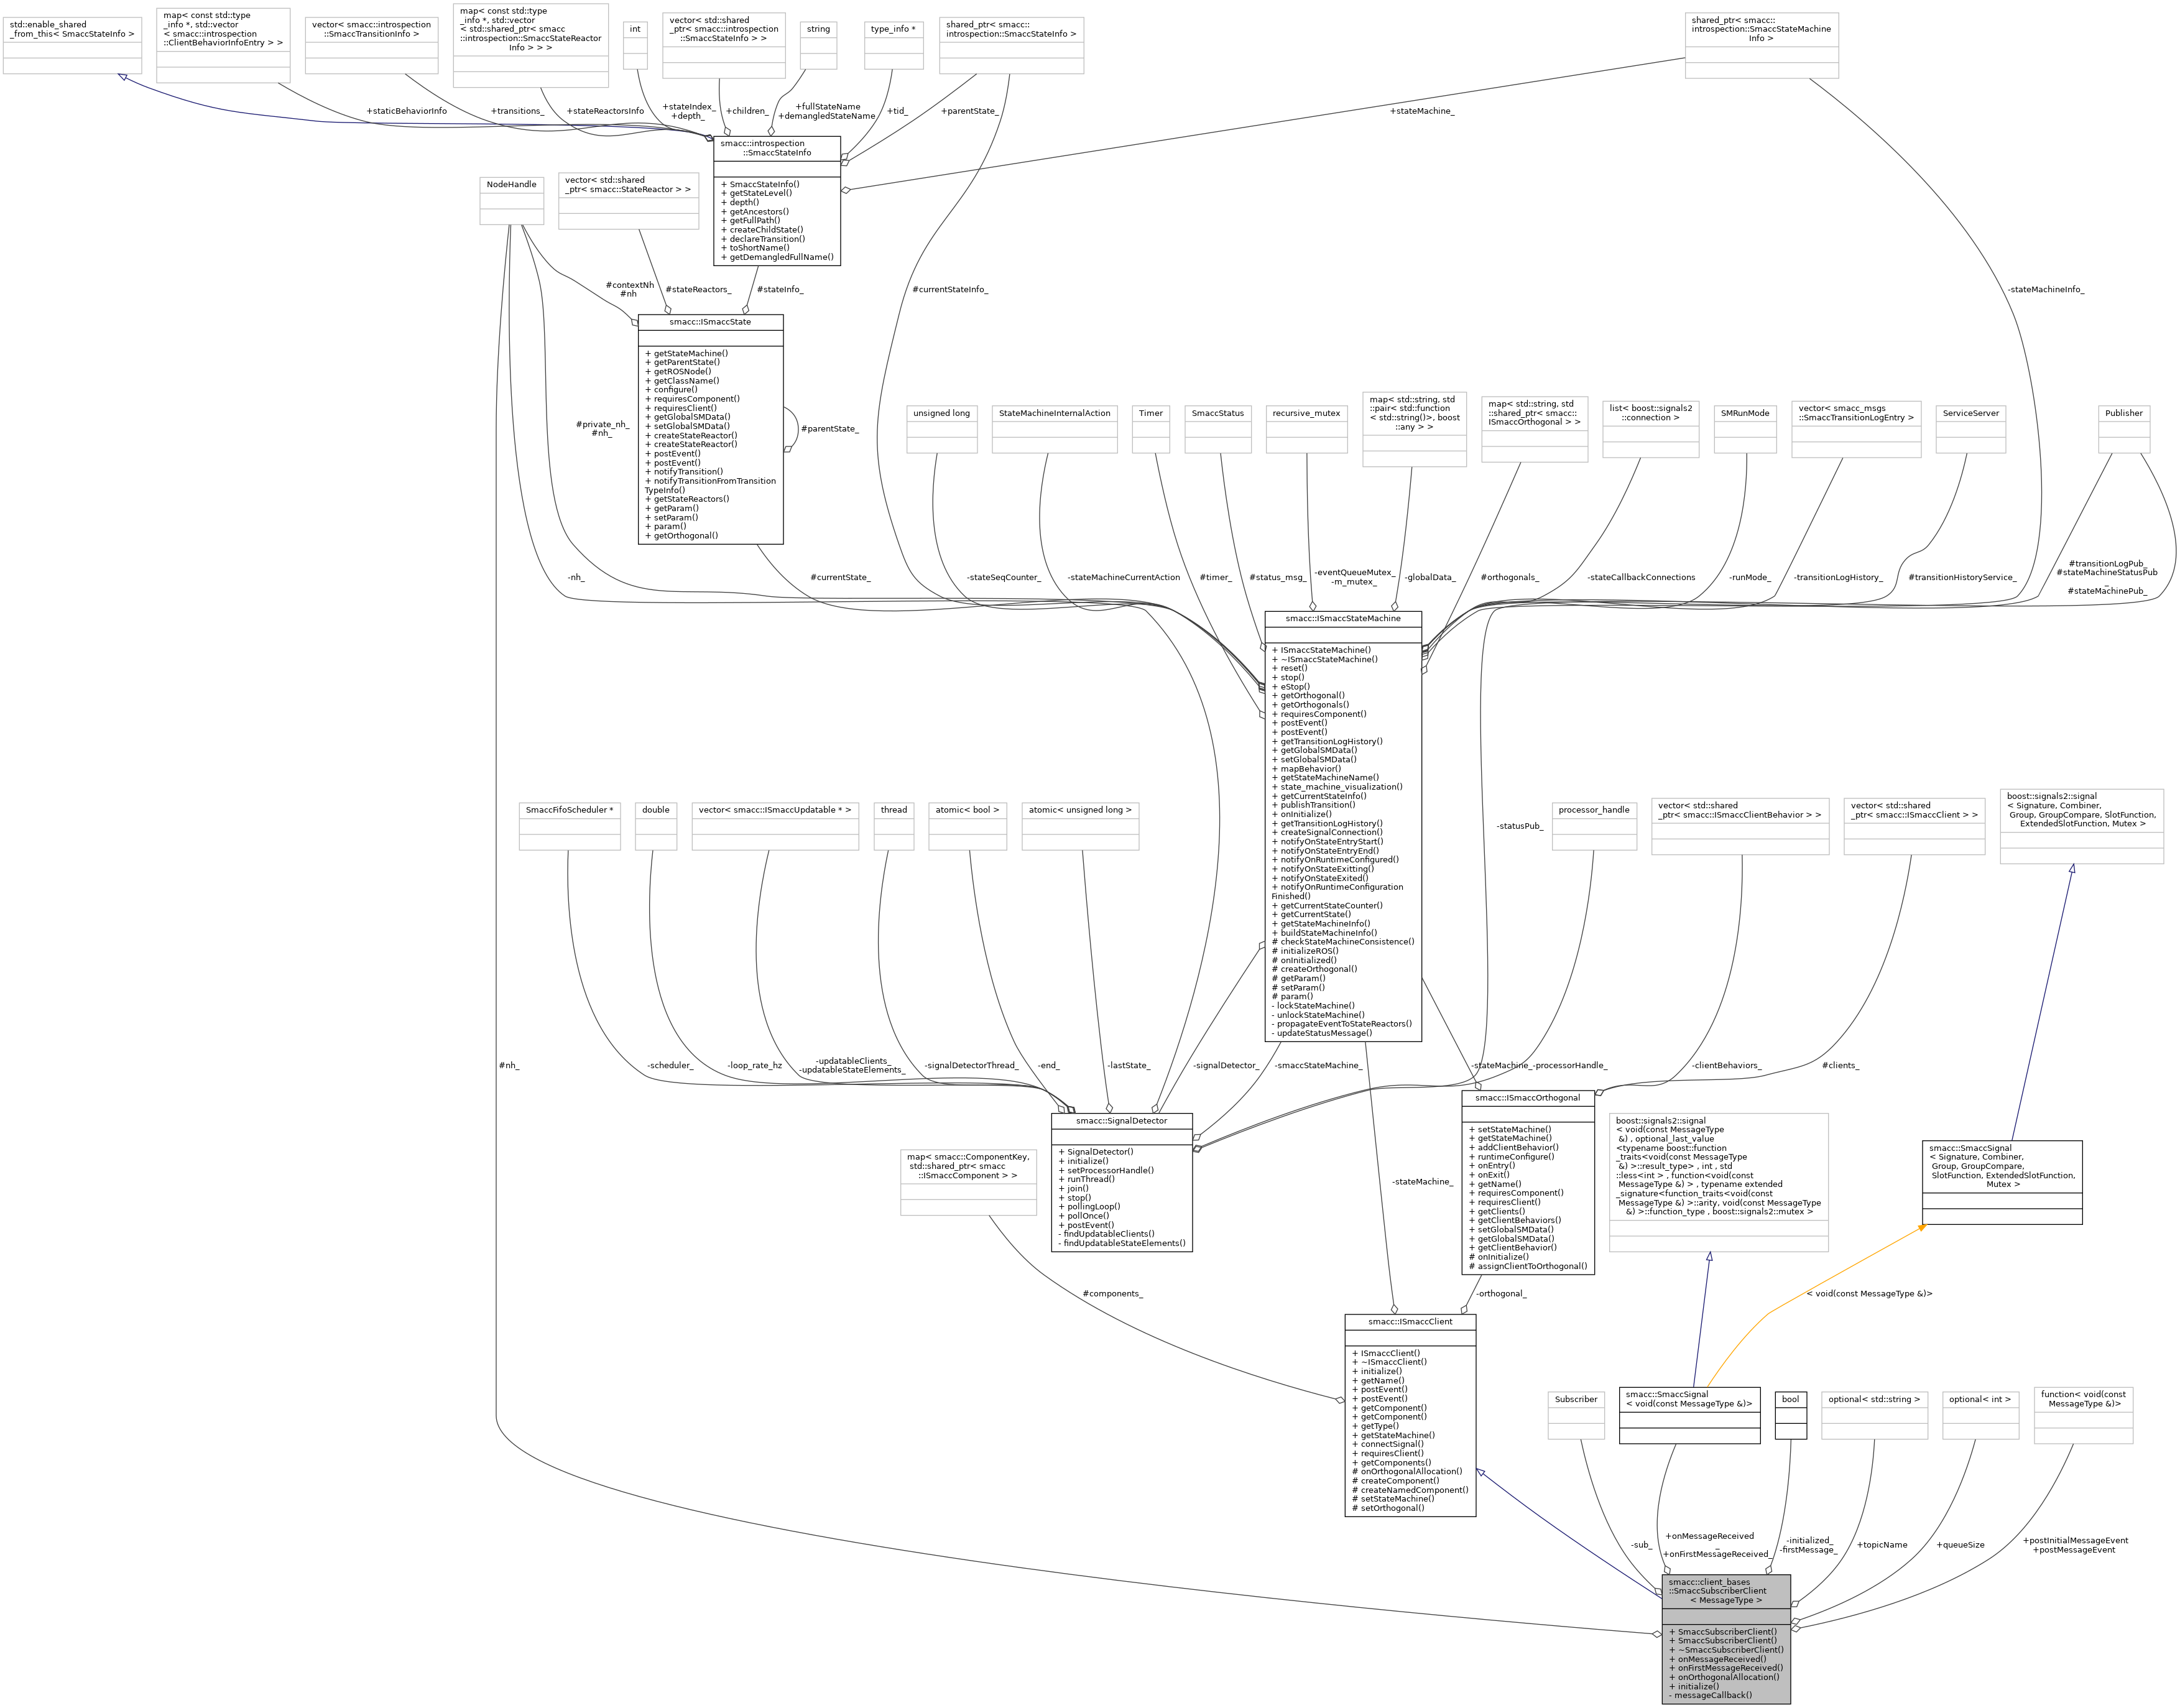 std::enable_shared
_from_this< SmaccStateInfo >
map< const std::type
_info *, std::vector
< smacc::introspection
::ClientBehaviorInfoEntry > >
vector< smacc::introspection
::SmaccTransitionInfo >
map< const std::type
_info *, std::vector
< std::shared_ptr< smacc
::introspection::SmaccStateReactor
Info > > >
int
vector< std::shared
_ptr< smacc::introspection
::SmaccStateInfo > >
string
type_info *
shared_ptr< smacc::
introspection::SmaccStateInfo >
shared_ptr< smacc::
introspection::SmaccStateMachine
Info >
+staticBehaviorInfo
+transitions_
+stateReactorsInfo
+stateIndex_
+depth_
+children_
+fullStateName
+demangledStateName
+tid_
+parentState_
+stateMachine_
smacc::introspection
::SmaccStateInfo
+ SmaccStateInfo()
+ getStateLevel()
+ depth()
+ getAncestors()
+ getFullPath()
+ createChildState()
+ declareTransition()
+ toShortName()
+ getDemangledFullName()
NodeHandle
vector< std::shared
_ptr< smacc::StateReactor > >
#contextNh
#nh
#stateReactors_
#stateInfo_
#currentStateInfo_
-stateMachineInfo_
smacc::ISmaccState
+ getStateMachine()
+ getParentState()
+ getROSNode()
+ getClassName()
+ configure()
+ requiresComponent()
+ requiresClient()
+ getGlobalSMData()
+ setGlobalSMData()
+ createStateReactor()
+ createStateReactor()
+ postEvent()
+ postEvent()
+ notifyTransition()
+ notifyTransitionFromTransition
TypeInfo()
+ getStateReactors()
+ getParam()
+ setParam()
+ param()
+ getOrthogonal()
#parentState_
#private_nh_
#nh_
unsigned long
StateMachineInternalAction
Timer
SmaccStatus
recursive_mutex
map< std::string, std
::pair< std::function
< std::string()>, boost
::any > >
map< std::string, std
::shared_ptr< smacc::
ISmaccOrthogonal > >
list< boost::signals2
::connection >
SMRunMode
vector< smacc_msgs
::SmaccTransitionLogEntry >
ServiceServer
Publisher
-nh_
#currentState_
-stateSeqCounter_
-stateMachineCurrentAction
#timer_
#status_msg_
-eventQueueMutex_
-m_mutex_
-globalData_
#orthogonals_
-stateCallbackConnections
-runMode_
-transitionLogHistory_
#transitionHistoryService_
#transitionLogPub_
#stateMachineStatusPub
_
#stateMachinePub_
smacc::ISmaccStateMachine
+ ISmaccStateMachine()
+ ~ISmaccStateMachine()
+ reset()
+ stop()
+ eStop()
+ getOrthogonal()
+ getOrthogonals()
+ requiresComponent()
+ postEvent()
+ postEvent()
+ getTransitionLogHistory()
+ getGlobalSMData()
+ setGlobalSMData()
+ mapBehavior()
+ getStateMachineName()
+ state_machine_visualization()
+ getCurrentStateInfo()
+ publishTransition()
+ onInitialize()
+ getTransitionLogHistory()
+ createSignalConnection()
+ notifyOnStateEntryStart()
+ notifyOnStateEntryEnd()
+ notifyOnRuntimeConfigured()
+ notifyOnStateExitting()
+ notifyOnStateExited()
+ notifyOnRuntimeConfiguration
Finished()
+ getCurrentStateCounter()
+ getCurrentState()
+ getStateMachineInfo()
+ buildStateMachineInfo()
# checkStateMachineConsistence()
# initializeROS()
# onInitialized()
# createOrthogonal()
# getParam()
# setParam()
# param()
- lockStateMachine()
- unlockStateMachine()
- propagateEventToStateReactors()
- updateStatusMessage()
SmaccFifoScheduler *
double
vector< smacc::ISmaccUpdatable * >
thread
atomic< bool >
atomic< unsigned long >
-statusPub_
processor_handle
vector< std::shared
_ptr< smacc::ISmaccClientBehavior > >
vector< std::shared
_ptr< smacc::ISmaccClient > >
boost::signals2::signal
< Signature, Combiner,
Group, GroupCompare, SlotFunction,
ExtendedSlotFunction, Mutex >
#nh_
-scheduler_
-loop_rate_hz
-updatableClients_
-updatableStateElements_
-signalDetectorThread_
-end_
-lastState_
-signalDetector_
-smaccStateMachine_
-stateMachine_
-processorHandle_
-clientBehaviors_
#clients_
smacc::SignalDetector
+ SignalDetector()
+ initialize()
+ setProcessorHandle()
+ runThread()
+ join()
+ stop()
+ pollingLoop()
+ pollOnce()
+ postEvent()
- findUpdatableClients()
- findUpdatableStateElements()
map< smacc::ComponentKey,
std::shared_ptr< smacc
::ISmaccComponent > >
smacc::ISmaccOrthogonal
+ setStateMachine()
+ getStateMachine()
+ addClientBehavior()
+ runtimeConfigure()
+ onEntry()
+ onExit()
+ getName()
+ requiresComponent()
+ requiresClient()
+ getClients()
+ getClientBehaviors()
+ setGlobalSMData()
+ getGlobalSMData()
+ getClientBehavior()
# onInitialize()
# assignClientToOrthogonal()
boost::signals2::signal
< void(const MessageType
&) , optional_last_value
<typename boost::function
_traits<void(const MessageType
&) >::result_type> , int , std
::less<int > , function<void(const
MessageType &) > , typename extended
_signature<function_traits<void(const
MessageType &) >::arity, void(const MessageType
&) >::function_type , boost::signals2::mutex >
smacc::SmaccSignal
< Signature, Combiner,
Group, GroupCompare,
SlotFunction, ExtendedSlotFunction,
Mutex >
-stateMachine_
#components_
-orthogonal_
< void(const MessageType &)>
smacc::ISmaccClient
+ ISmaccClient()
+ ~ISmaccClient()
+ initialize()
+ getName()
+ postEvent()
+ postEvent()
+ getComponent()
+ getComponent()
+ getType()
+ getStateMachine()
+ connectSignal()
+ requiresClient()
+ getComponents()
# onOrthogonalAllocation()
# createComponent()
# createNamedComponent()
# setStateMachine()
# setOrthogonal()
Subscriber
smacc::SmaccSignal
< void(const MessageType &)>
bool
optional< std::string >
optional< int >
function< void(const
MessageType &)>
-sub_
+onMessageReceived
_
+onFirstMessageReceived_
-initialized_
-firstMessage_
+topicName
+queueSize
+postInitialMessageEvent
+postMessageEvent
smacc::client_bases
::SmaccSubscriberClient
< MessageType >
+ SmaccSubscriberClient()
+ SmaccSubscriberClient()
+ ~SmaccSubscriberClient()
+ onMessageReceived()
+ onFirstMessageReceived()
+ onOrthogonalAllocation()
+ initialize()
- messageCallback()